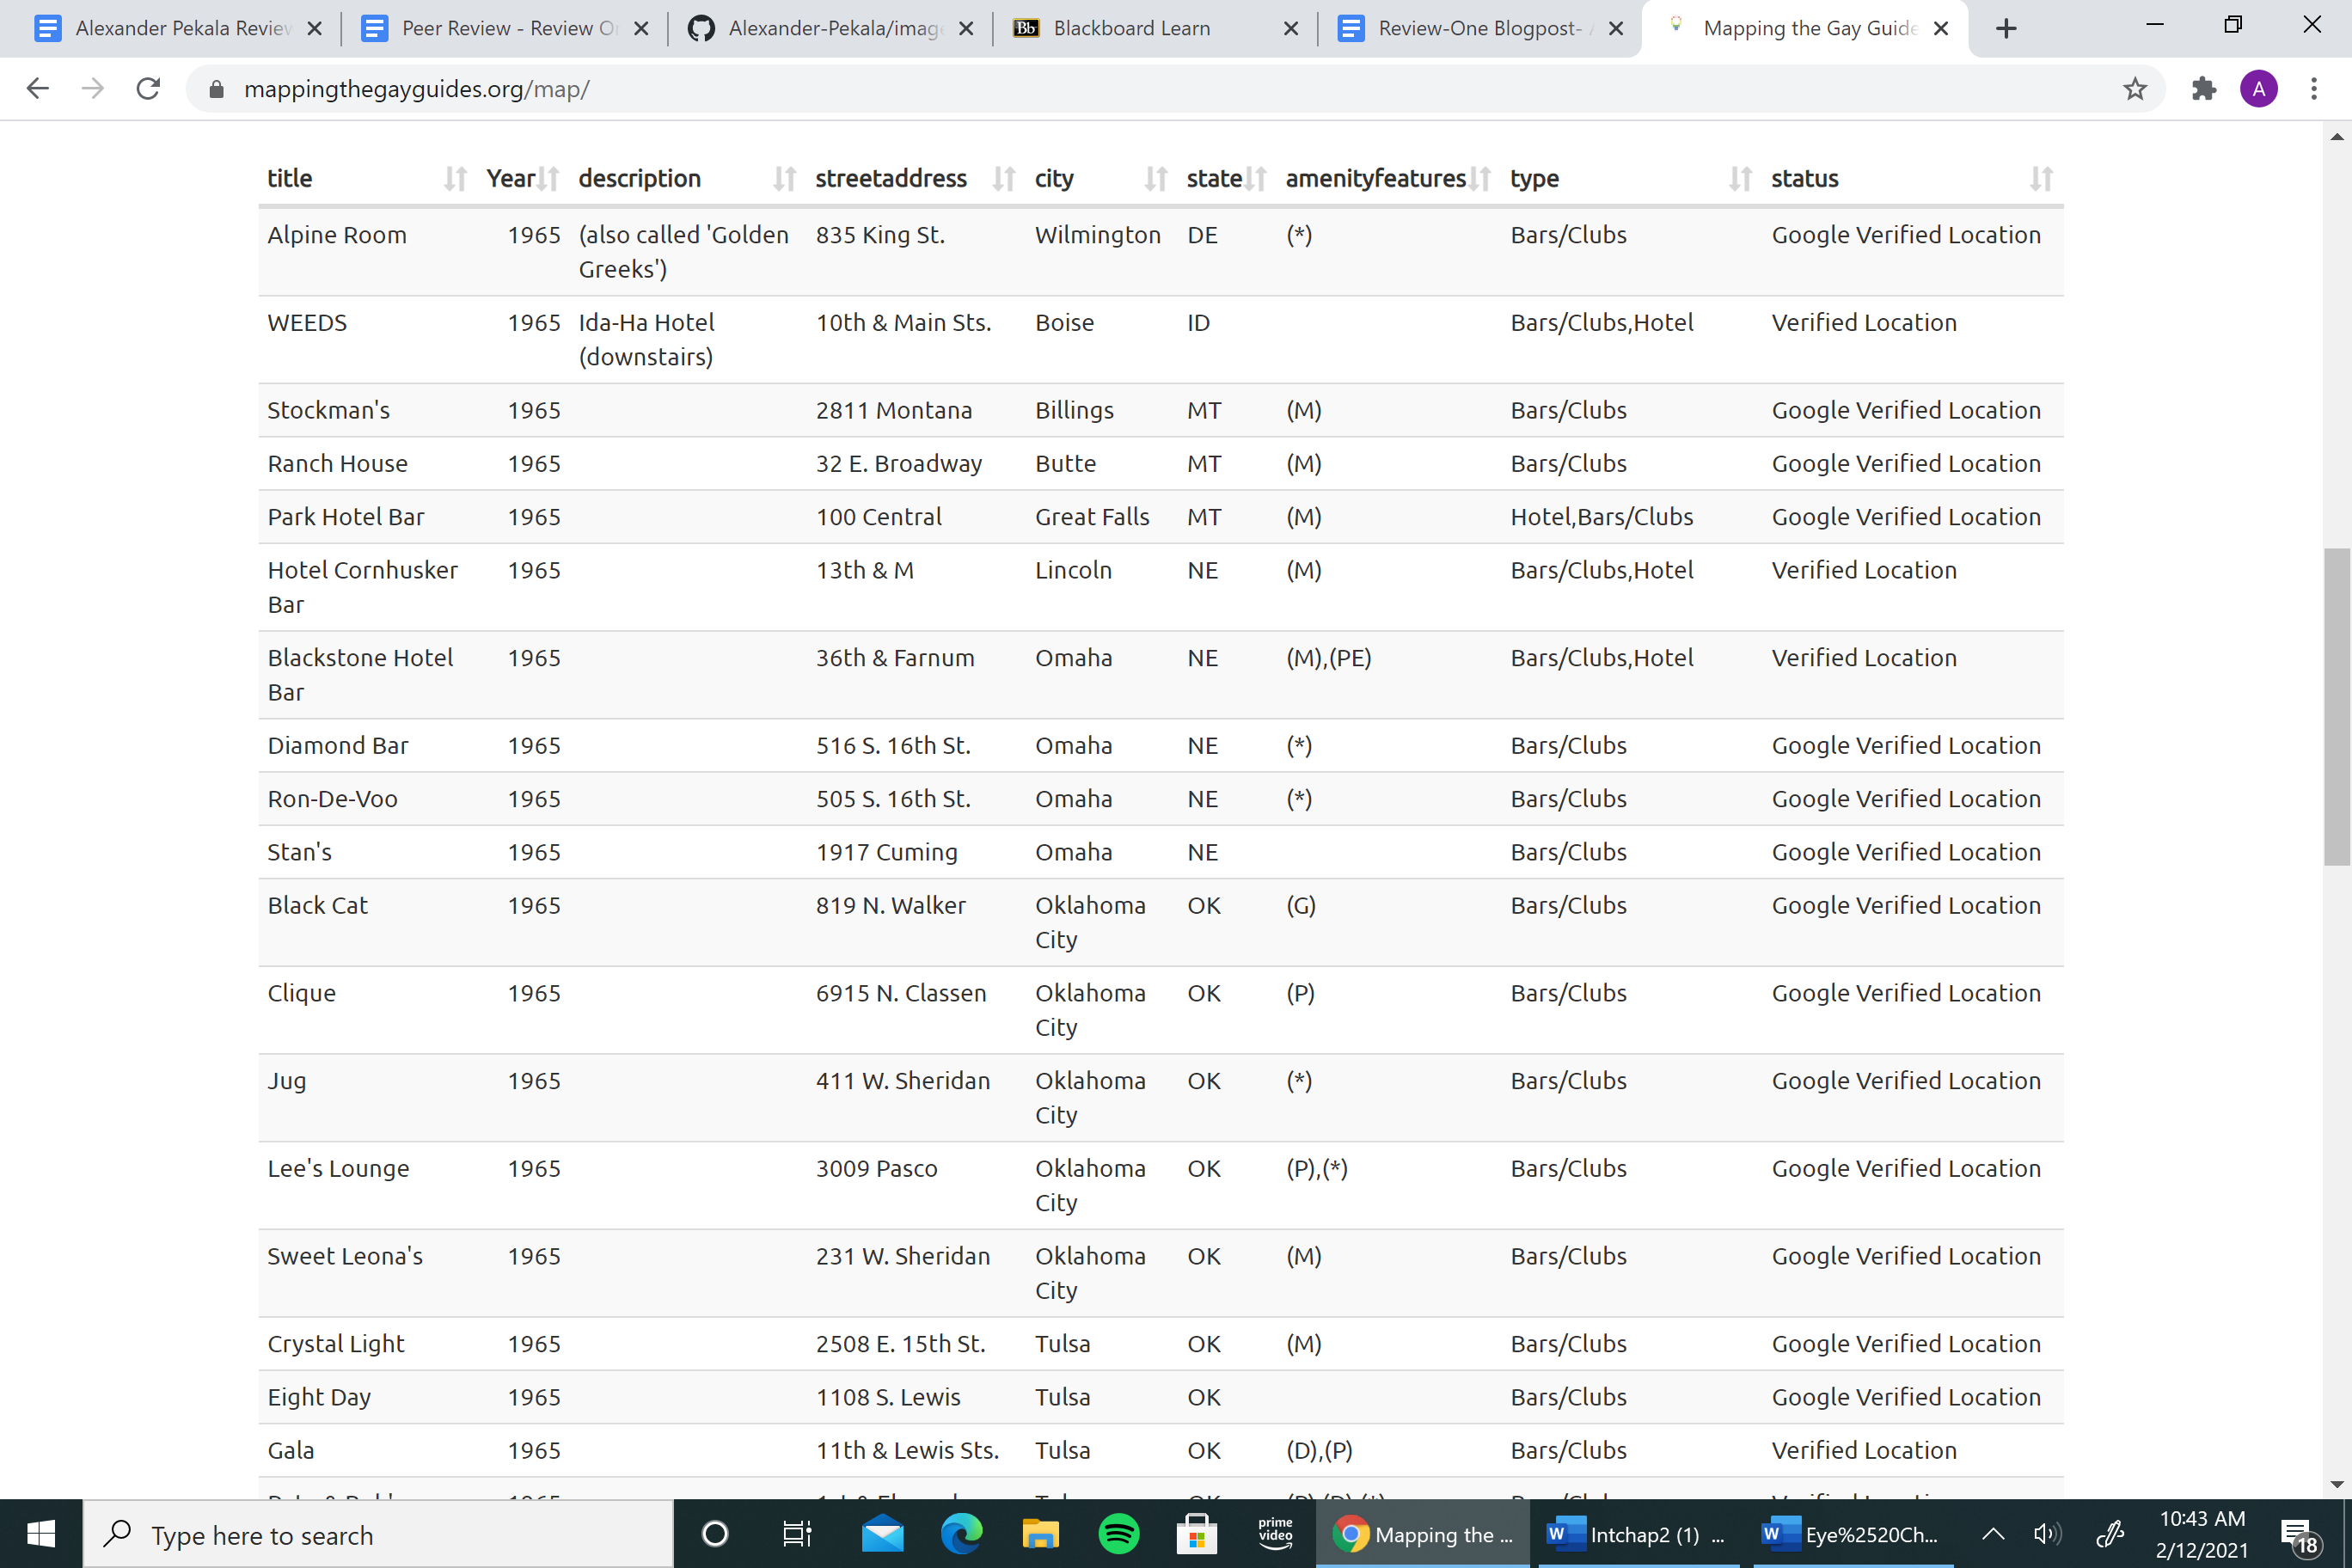 Alexander Pekala Review
Peer Review - Review O
Alexander-Pekala/image
Bb Blackboard Learn
Review-One Blogpost-
Mapping the Gay Guide
mappingthegayguides.org/map/
A
title Year description streetaddress city state amenityfeatures type status
Alpine Room 1965 (also called 'Golden 835 King St. Wilmington DE (*) Bars/Clubs Google Verified Location
Greeks')
WEEDS 1965 Ida-Ha Hotel 10th & Main Sts. Boise ID Bars/Clubs,Hotel Verified Location
(downstairs)
Stockman's 1965 2811 Montana Billings MT (M) Bars/Clubs Google Verified Location
Ranch House 1965 32 E. Broadway Butte MT (M) Bars/Clubs Google Verified Location
Park Hotel Bar 1965 100 Central Great Falls MT (M) Hotel,Bars/Clubs Google Verified Location
Hotel Cornhusker 1965 13th & M Lincoln NE (M) Bars/Clubs,Hotel Verified Location
Bar
Blackstone Hotel 1965 36th & Farnum Omaha NE (M),(PE) Bars/Clubs,Hotel Verified Location
Bar
Diamond Bar 1965 516 S. 16th St. Omaha NE (*) Bars/Clubs Google Verified Location
Ron-De-Voo 1965 505 S. 16th St. Omaha NE (*) Bars/Clubs Google Verified Location
Stan's 1965 1917 Cuming Omaha NE Bars/Clubs Google Verified Location
Black Cat 1965 819 N. Walker Oklahoma OK (G) Bars/Clubs Google Verified Location
City
Clique 1965 6915 N. Classen Oklahoma OK (P) Bars/Clubs Google Verified Location
City
Jug 1965 411 W. Sheridan Oklahoma OK (*) Bars/Clubs Google Verified Location
City
Lee's Lounge 1965 3009 Pasco Oklahoma OK (P),(*) Bars/Clubs Google Verified Location
City
Sweet Leona's 1965 231 W. Sheridan Oklahoma OK (M) Bars/Clubs Google Verified Location
City
Crystal Light 1965 2508 E. 15th St. Tulsa OK (M) Bars/Clubs Google Verified Location
Eight Day 1965 1108 S. Lewis Tulsa OK Bars/Clubs Google Verified Location
Gala 1965 11th & Lewis Sts. Tulsa OK (D),(P) Bars/Clubs Verified Location
Type here to search
prime video
Mapping the ...
W Intchap2 (1) ...
W Eye%2520Ch...
10:43 AM
2/12/2021
18